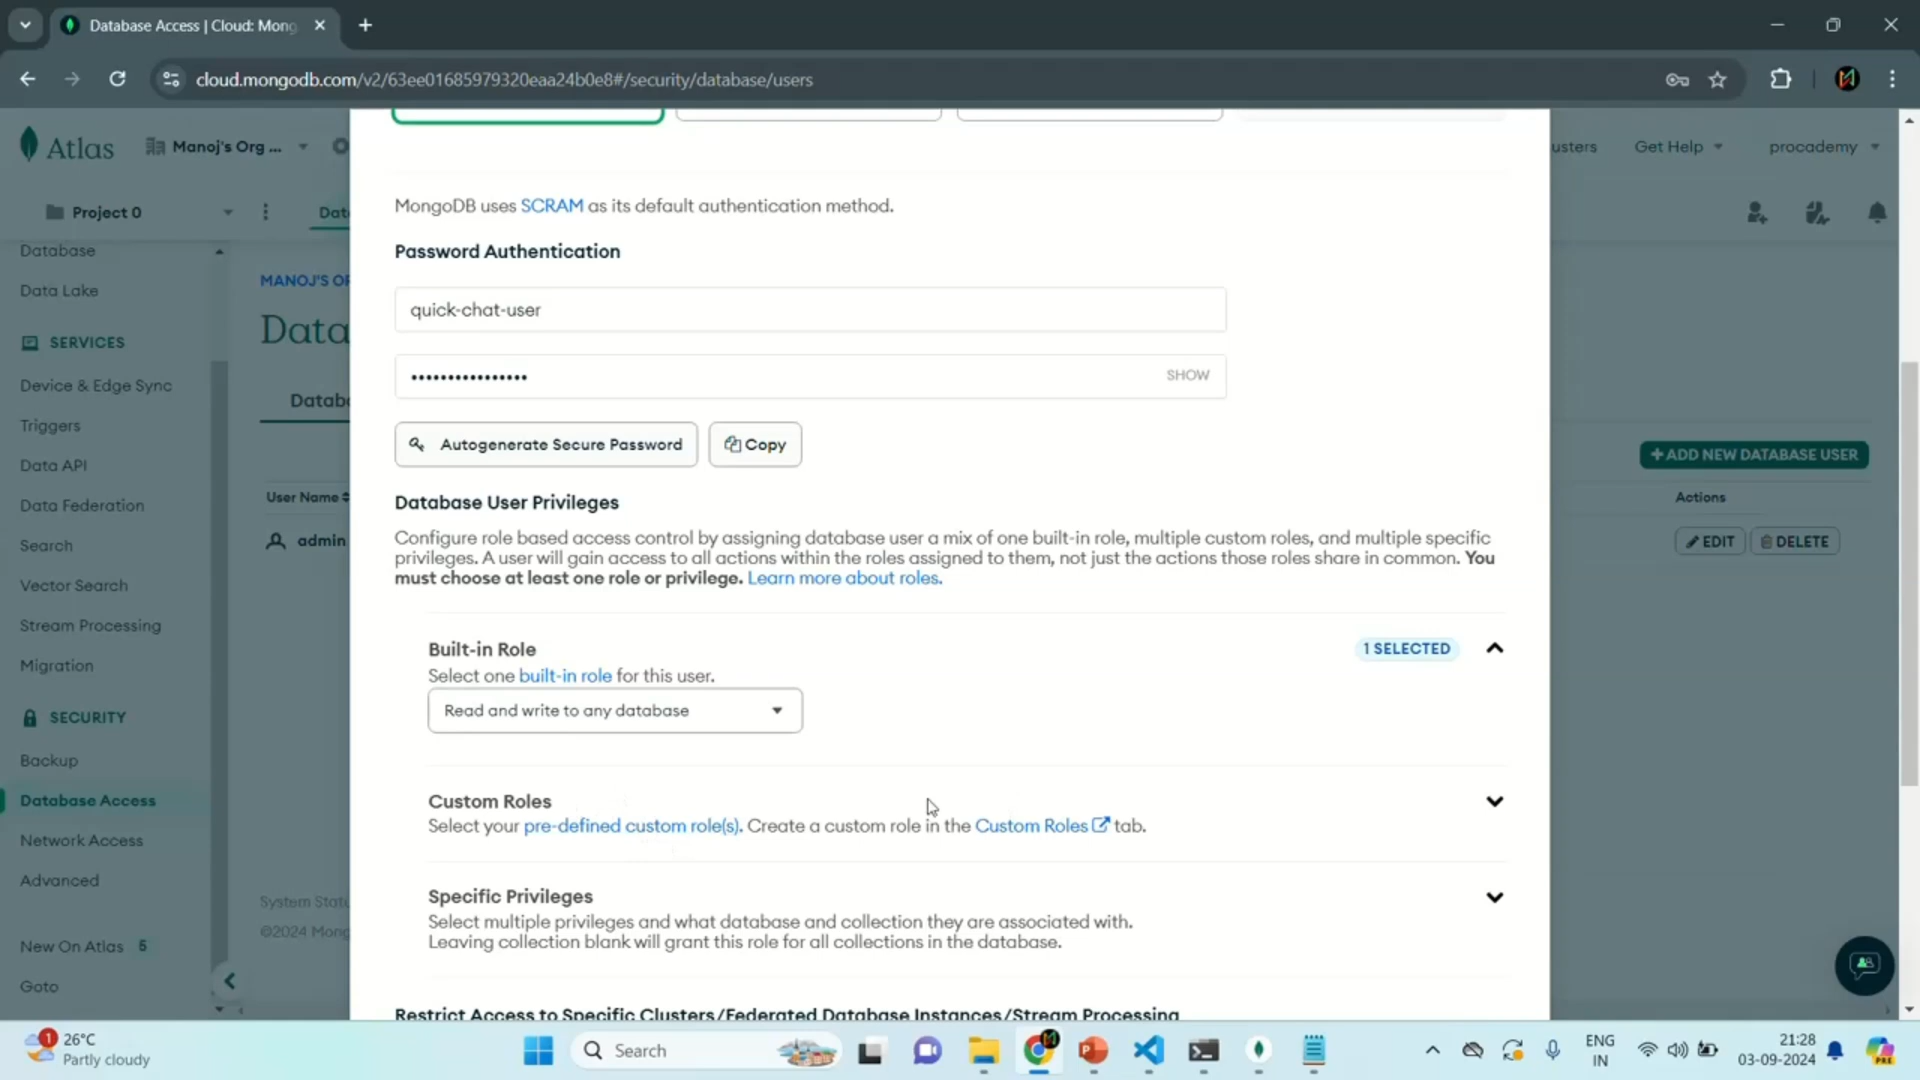 Database Access | Cloud: Mong
cloud.mongodb.com/v2/63ee01685979320eaa24b0e8#/security/database/users
Atlas
Manoj's Org ...
usters
Get Help
procademy
Project 0
Dat
Database
Data Lake
SERVICES
Device & Edge Sync
Triggers
Data API
Data Federation
Search
Vector Search
Stream Processing
Migration
SECURITY
Backup
Database Access
Network Access
Advanced
New On Atlas 5
Goto
MANOJ'S OR
Data
Databa
User Name
admin
System Statu
©2024 Mong
MongoDB uses SCRAM as its default authentication method.
Password Authentication
quick-chat-user
••••••••••••••••
SHOW
Autogenerate Secure Password
Copy
Database User Privileges
Configure role based access control by assigning database user a mix of one built-in role, multiple custom roles, and multiple specific
privileges. A user will gain access to all actions within the roles assigned to them, not just the actions those roles share in common. You
must choose at least one role or privilege. Learn more about roles.
Built-in Role
1 SELECTED
Select one built-in role for this user.
Read and write to any database
Custom Roles
Select your pre-defined custom role(s). Create a custom role in the Custom Roles tab.
Specific Privileges
Select multiple privileges and what database and collection they are associated with.
Leaving collection blank will grant this role for all collections in the database.
Restrict Access to Specific Clusters/Federated Database Instances/Stream Processing
+ ADD NEW DATABASE USER
Actions
EDIT
DELETE
1
26°C
Partly cloudy
Search
ENG
IN
21:28
03-09-2024
PRE